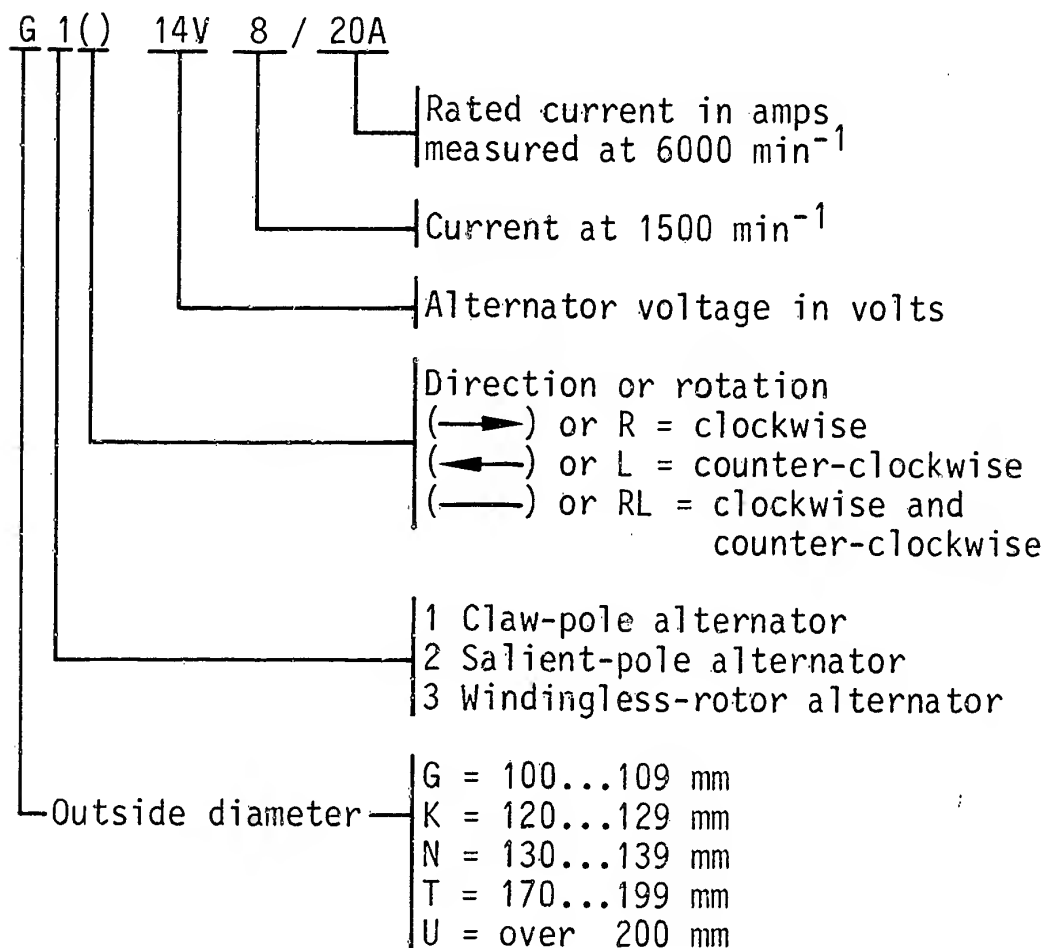 G 1() 14V 8 / 20A
Rated current in amps
measured at 6000 min⁻¹
Current at 1500 min⁻¹
Alternator voltage in volts
Direction or rotation
(→) or R = clockwise
(←) or L = counter-clockwise
(—) or RL = clockwise and
counter-clockwise
1 Claw-pole alternator
2 Salient-pole alternator
3 Windingless-rotor alternator
Outside diameter
G = 100...109 mm
K = 120...129 mm
N = 130...139 mm
T = 170...199 mm
U = over 200 mm